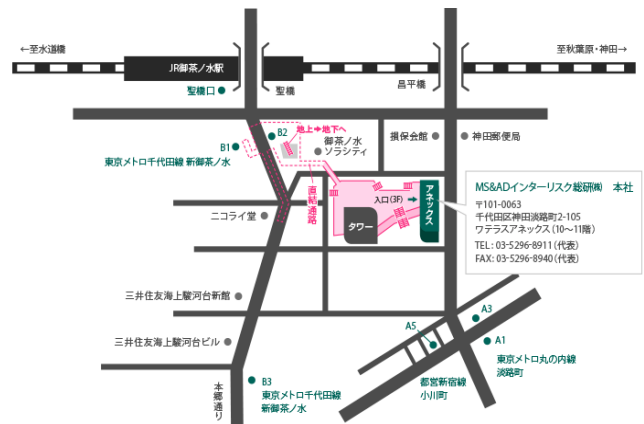 ←至水道橋
至秋葉原・神田→
JR御茶ノ水駅
聖橋口
聖橋
昌平橋
B1
B2
地上→地下へ
御茶ノ水
ソラシティ
損保会館
神田郵便局
東京メトロ千代田線 新御茶ノ水
直結通路
入口(3F)
アネックス
タワー
MS&ADインターリスク総研㈱ 本社
〒101-0063
千代田区神田淡路町2-105
ワテラスアネックス(10〜11階)
TEL : 03-5296-8911(代表)
FAX : 03-5296-8940(代表)
ニコライ堂
三井住友海上駿河台新館
三井住友海上駿河台ビル
A3
A5
A1
東京メトロ丸の内線
淡路町
都営新宿線
小川町
B3
東京メトロ千代田線
新御茶ノ水
本郷通り